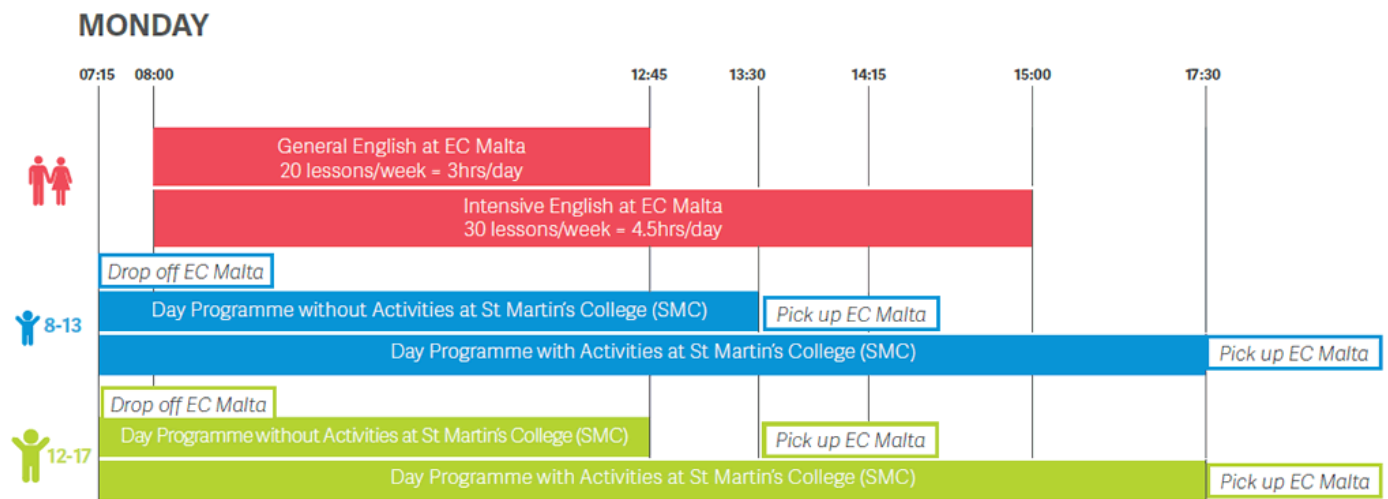 MONDAY
07:15 08:00 12:45 13:30 14:15 15:00 17:30
General English at EC Malta
20 lessons/week = 3hrs/day
Intensive English at EC Malta
30 lessons/week = 4.5hrs/day
Drop off EC Malta
Day Programme without Activities at St Martin's College (SMC)
Pick up EC Malta
8-13
Day Programme with Activities at St Martin's College (SMC)
Pick up EC Malta
Drop off EC Malta
Day Programme without Activities at St Martin's College (SMC)
Pick up EC Malta
12-17
Day Programme with Activities at St Martin's College (SMC)
Pick up EC Malta